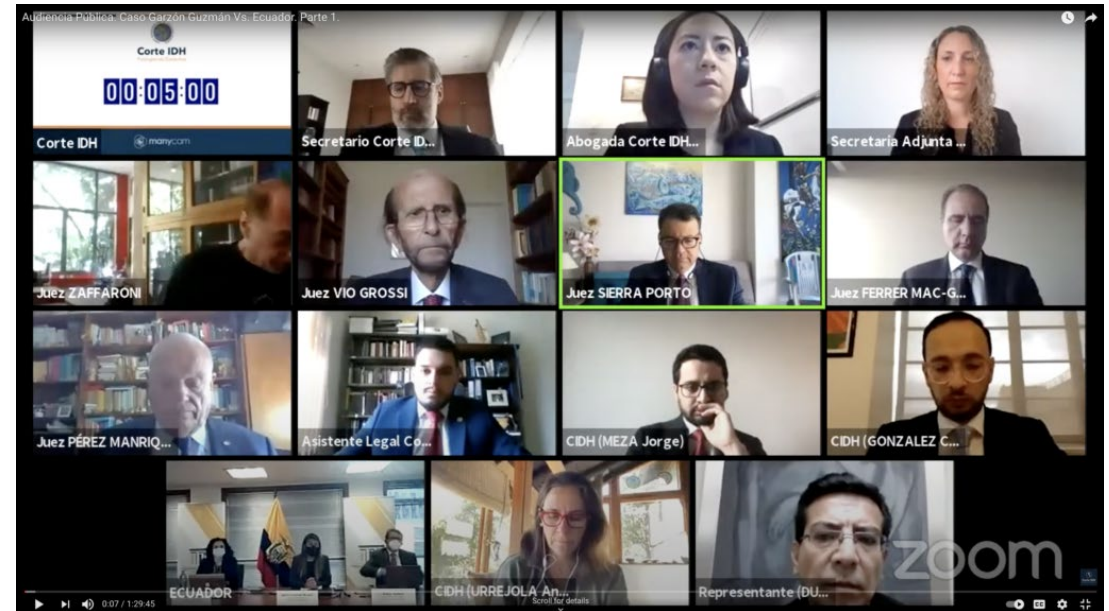 Audiencia Pública. Caso Garzón Guzmán Vs. Ecuador. Parte 1.
Corte IDH
00:05:00
Corte IDH
manycam
Secretario Corte ID...
Abogada Corte IDH...
Secretaria Adjunta ...
Juez ZAFFARONI
Juez VIO GROSSI
Juez SIERRA PORTO
Juez FERRER MAC-G...
Juez PÉREZ MANRIQ...
Asistente Legal Co...
CIDH (MEZA Jorge)
CIDH (GONZALEZ C...
ECUADOR
CIDH (URREJOLA An...
Representante (DU...
zoom
Scroll for details
0:07 / 1:29:45
CC